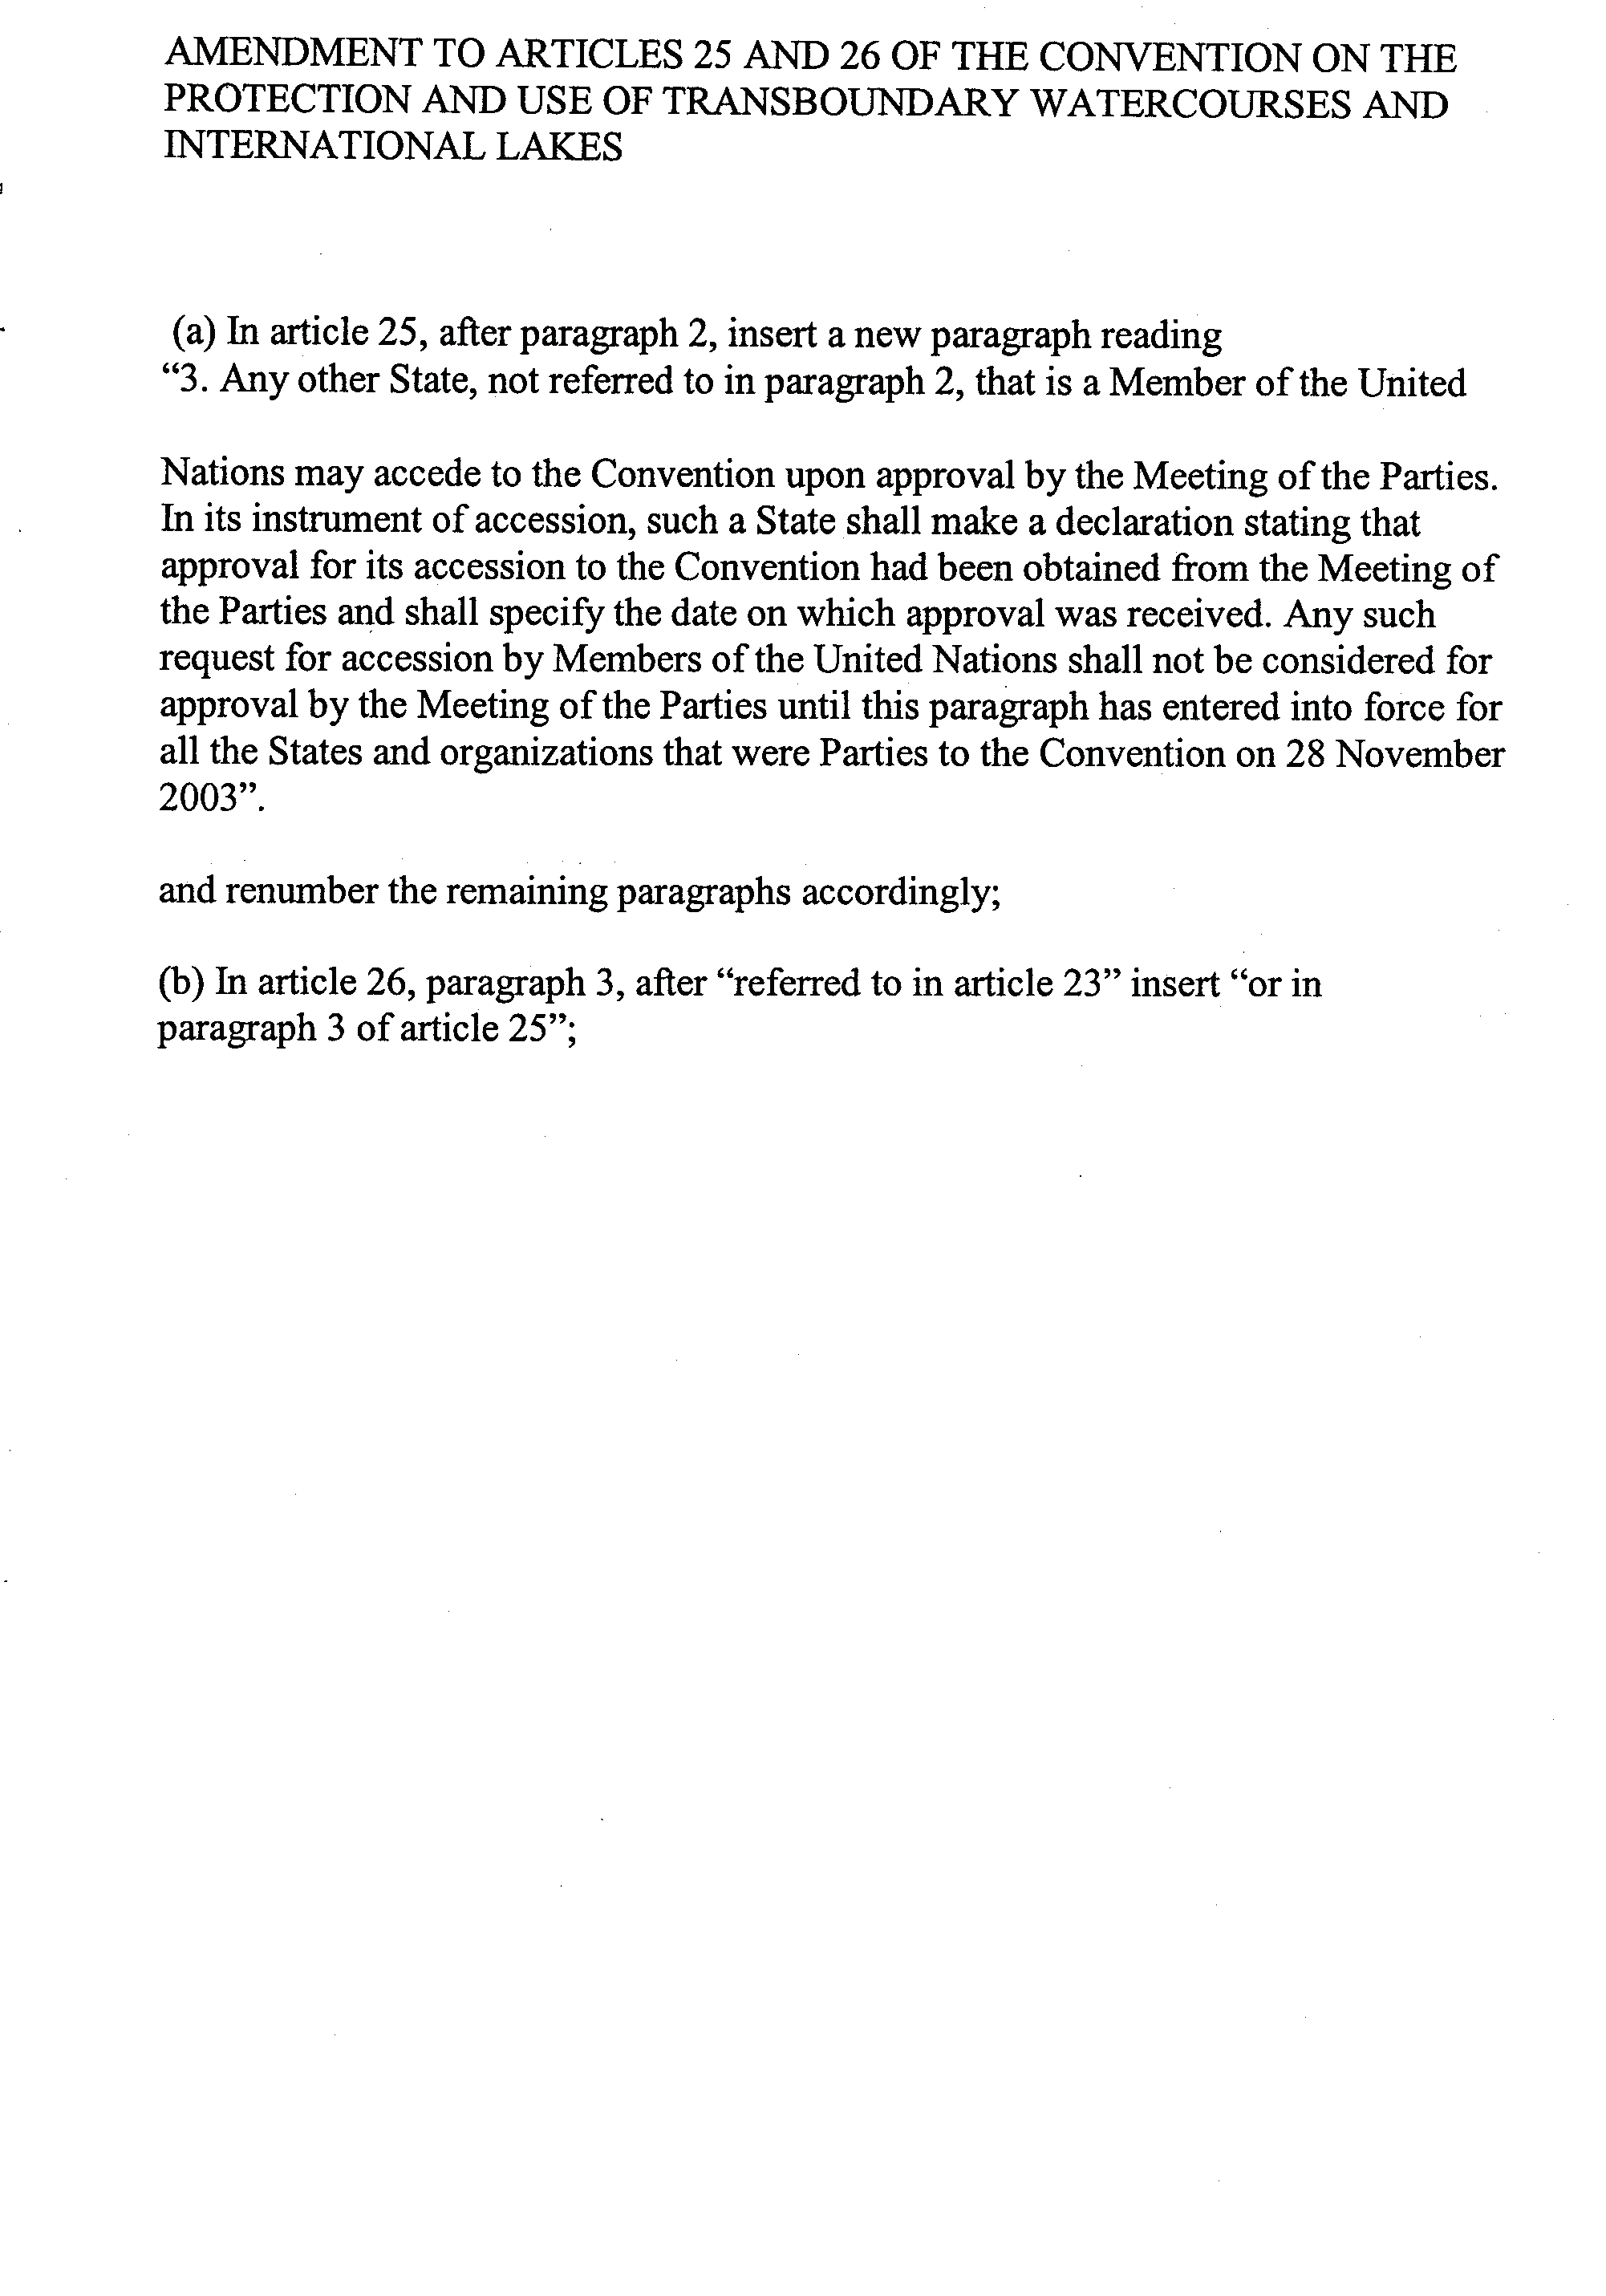 AMENDMENT TO ARTICLES 25 AND 26 OF THE CONVENTION ON THE
PROTECTION AND USE OF TRANSBOUNDARY WATERCOURSES AND
INTERNATIONAL LAKES
(a) In article 25, after paragraph 2, insert a new paragraph reading
“3. Any other State, not referred to in paragraph 2, that is a Member of the United
Nations may accede to the Convention upon approval by the Meeting of the Parties.
In its instrument of accession, such a State shall make a declaration stating that
approval for its accession to the Convention had been obtained from the Meeting of
the Parties and shall specify the date on which approval was received. Any such
request for accession by Members of the United Nations shall not be considered for
approval by the Meeting of the Parties until this paragraph has entered into force for
all the States and organizations that were Parties to the Convention on 28 November
2003”.
and renumber the remaining paragraphs accordingly;
(b) In article 26, paragraph 3, after “referred to in article 23” insert “or in
paragraph 3 of article 25”;